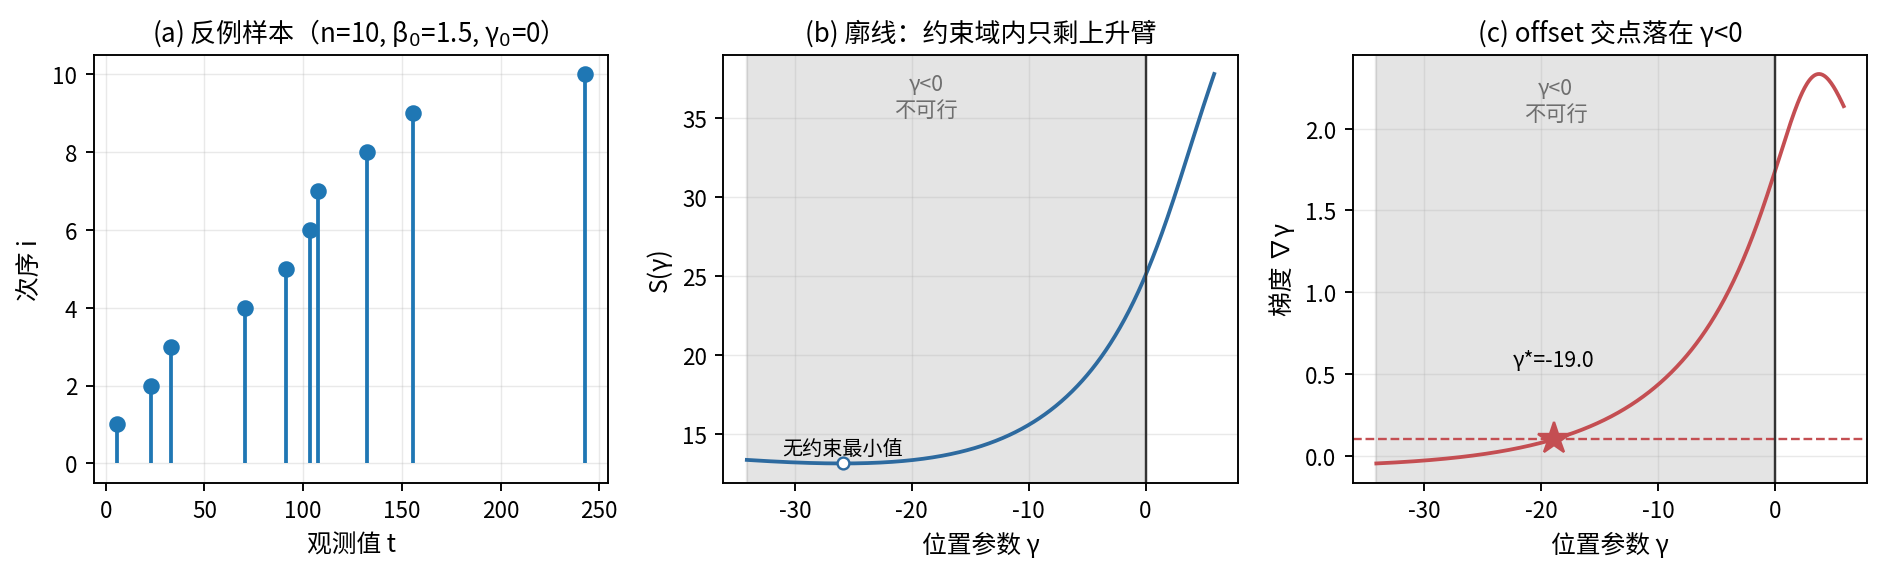 (a) 反例样本（n=10, β₀=1.5, γ₀=0）
10
8
6
4
2
0
次序 i
0 50 100 150 200 250
观测值 t
(b) 廓线：约束域内只剩上升臂
γ<0
不可行
35
30
25
20
15
S(γ)
无约束最小值
-30 -20 -10 0
位置参数 γ
(c) offset 交点落在 γ<0
γ<0
不可行
2.0
1.5
1.0
0.5
0.0
梯度 ∇γ
γ*=-19.0
-30 -20 -10 0
位置参数 γ